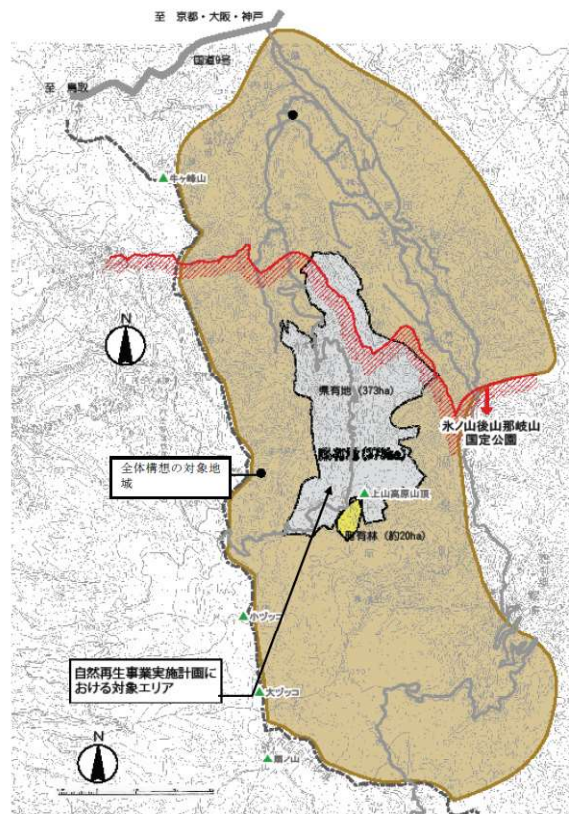 至 京都・大阪・神戸
国道9号
至 鳥取
牛ヶ峰山
N
県有地（373ha）
氷ノ山後山那岐山
国定公園
全体構想の対象地
域
上山高原山頂
有林（約20ha）
小ヅッコ
自然再生事業実施計画に
おける対象エリア
大ヅッコ
N